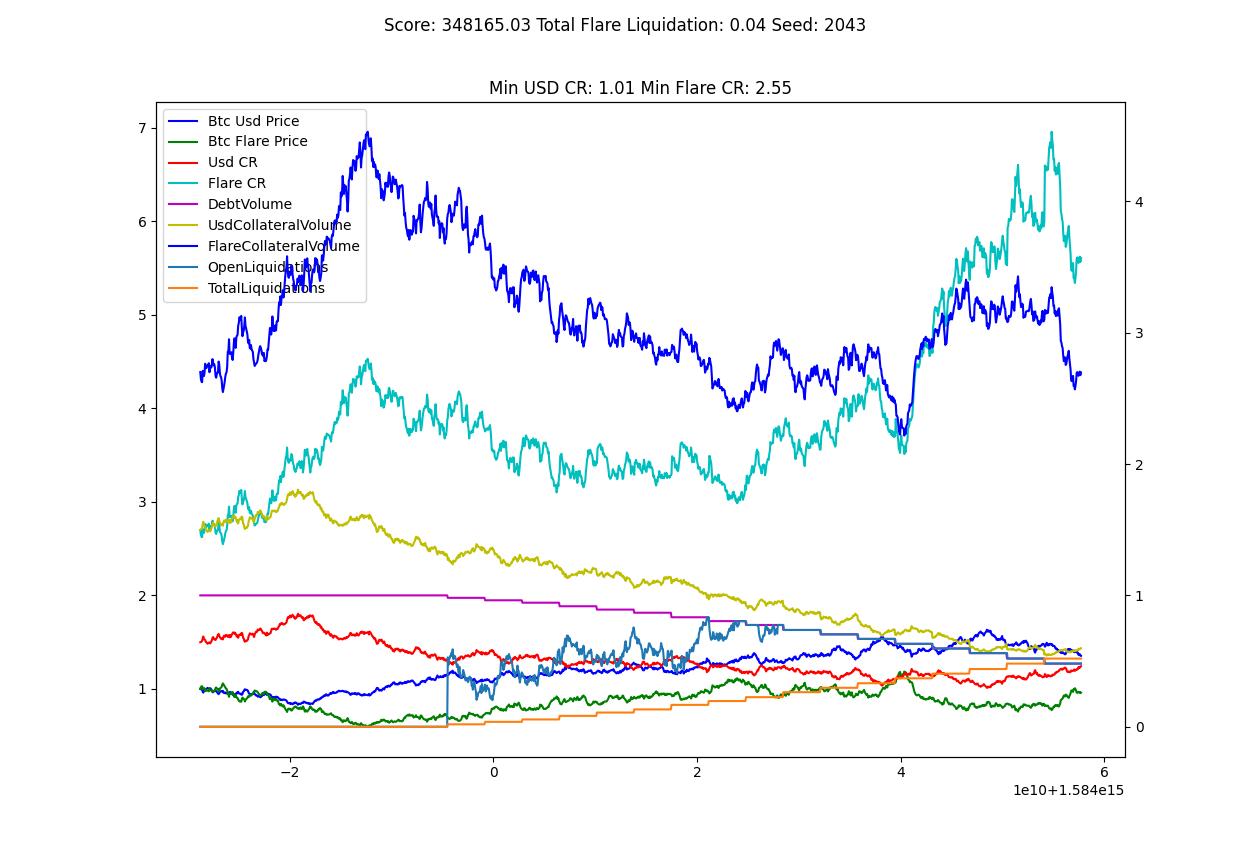 Score: 348165.03 Total Flare Liquidation: 0.04 Seed: 2043
Min USD CR: 1.01 Min Flare CR: 2.55
Btc Usd Price
Btc Flare Price
Usd CR
Flare CR
DebtVolume
UsdCollateralVolume
FlareCollateralVolume
OpenLiquidations
TotalLiquidations
7
6
5
4
3
2
1
4
3
2
1
0
−2
0
2
4
6
1e10+1.584e15